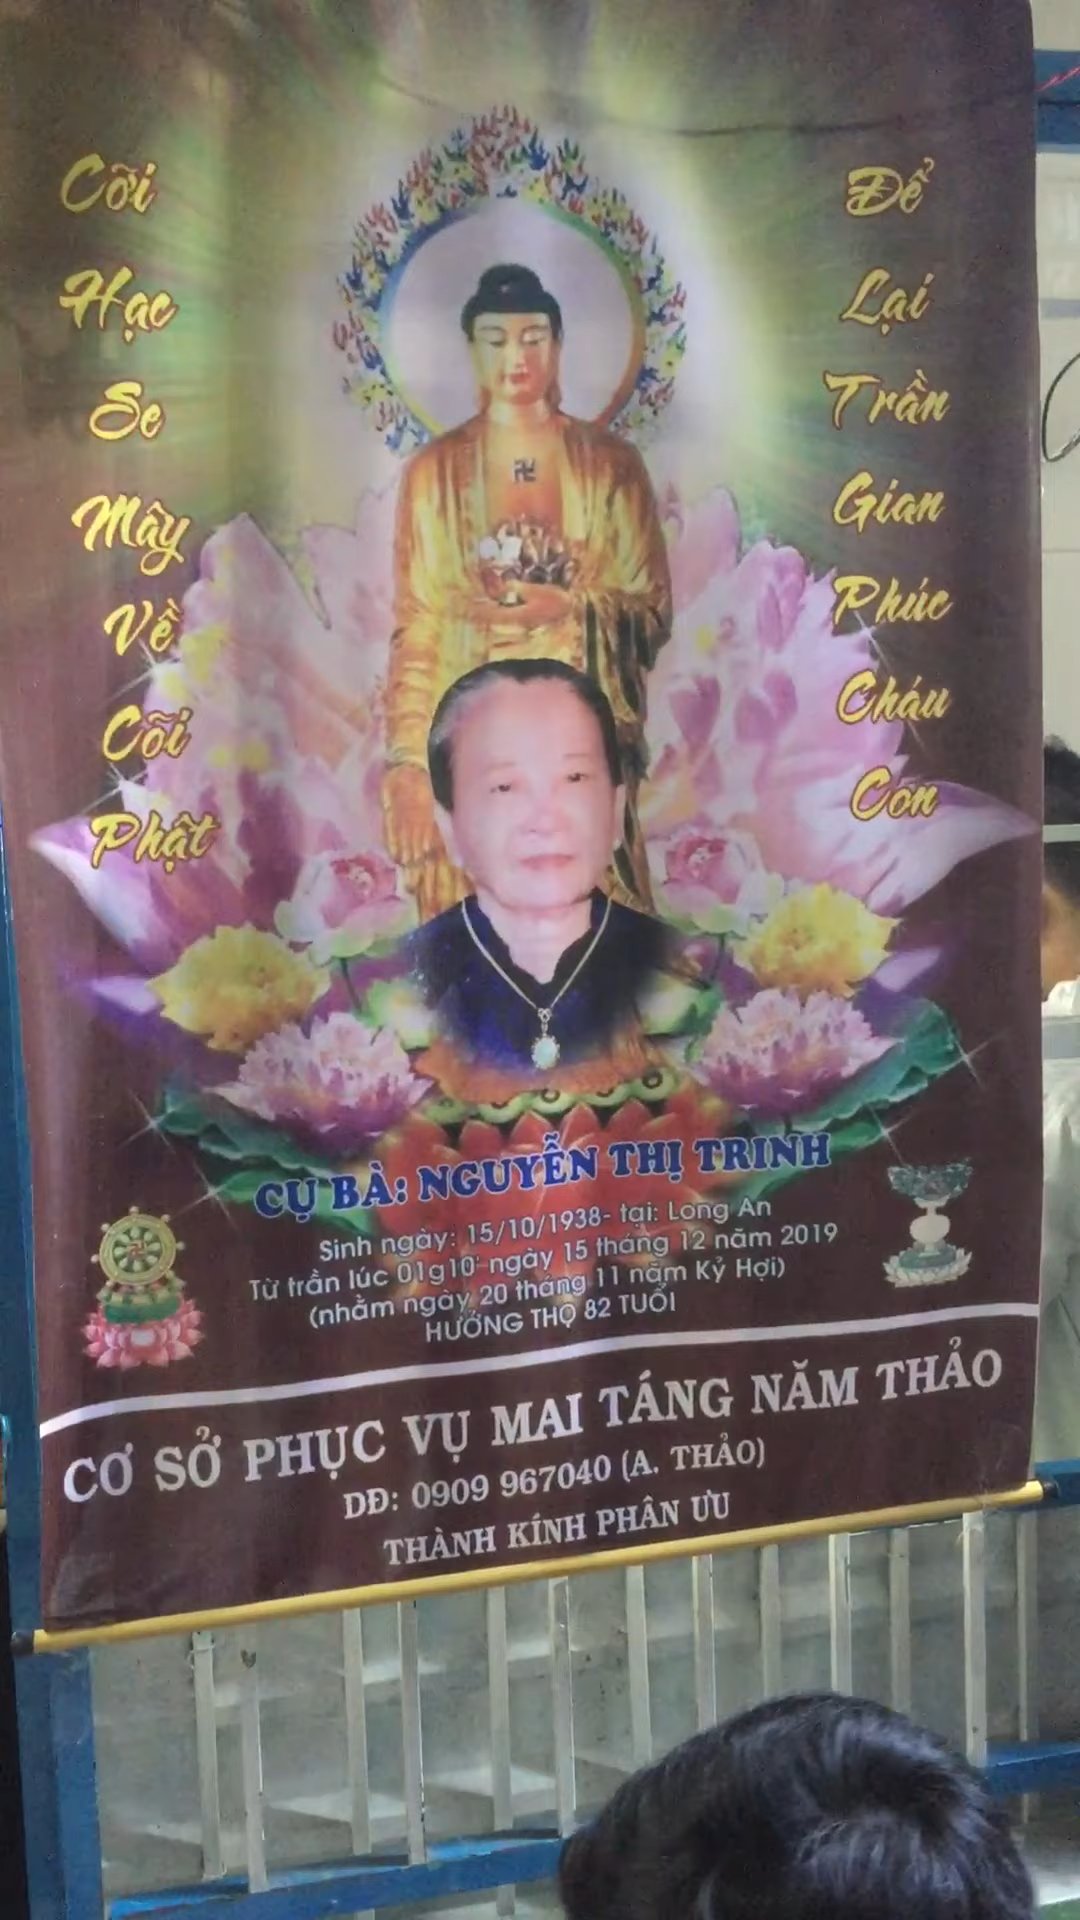 Cõi
Hạc
Se
Mây
Về
Cõi
Phật
Để
Lại
Trần
Gian
Phúc
Cháu
Con
CỤ BÀ: NGUYỄN THỊ TRINH
Sinh ngày: 15/10/1938- tại: Long An
Từ trần lúc 01g10' ngày 15 tháng 12 năm 2019
(nhằm ngày 20 tháng 11 năm Kỷ Hợi)
HƯỞNG THỌ 82 TUỔI
CƠ SỞ PHỤC VỤ MAI TÁNG NĂM THẢO
DĐ: 0909 967040 (A. THẢO)
THÀNH KÍNH PHÂN ƯU